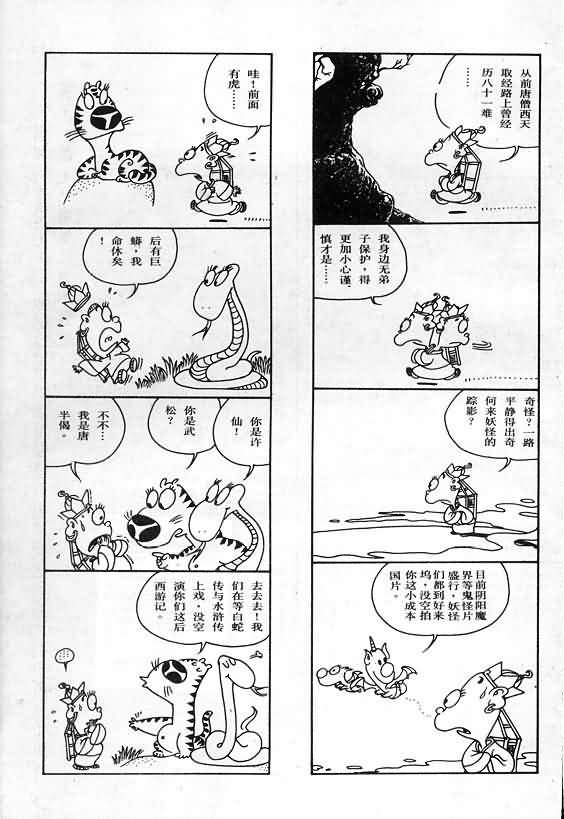 从前唐僧西天
取经路上曾经
历八十一难
……
我身边无弟
子保护，得
更加小心谨
慎才是……
奇怪？一路
平静得出奇
何来妖怪的
踪影？
目前阴阳魔
界等鬼怪片
盛行，妖怪
们都到好来
坞，没空拍
你这小成本
国片。
哇！前面
有虎……
后有巨
蟒，我
命休矣
！
你是许
仙！
你是武
松？
不不…
我是唐
半偈。
去去去！我
们在等白蛇
传与水浒传
上戏，没空
演你们这后
西游记。
……